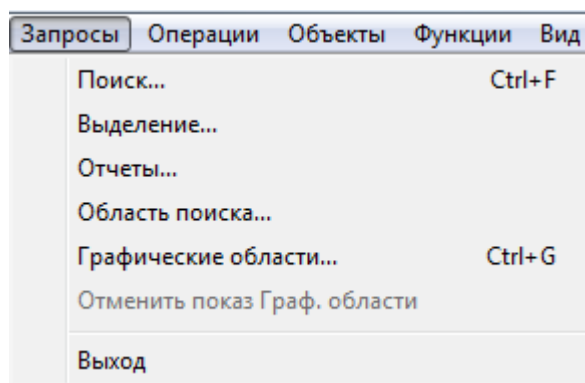 Запросы Операции Объекты Функции Вид
Поиск... Ctrl+F
Выделение...
Отчеты...
Область поиска...
Графические области... Ctrl+G
Отменить показ Граф. области
Выход